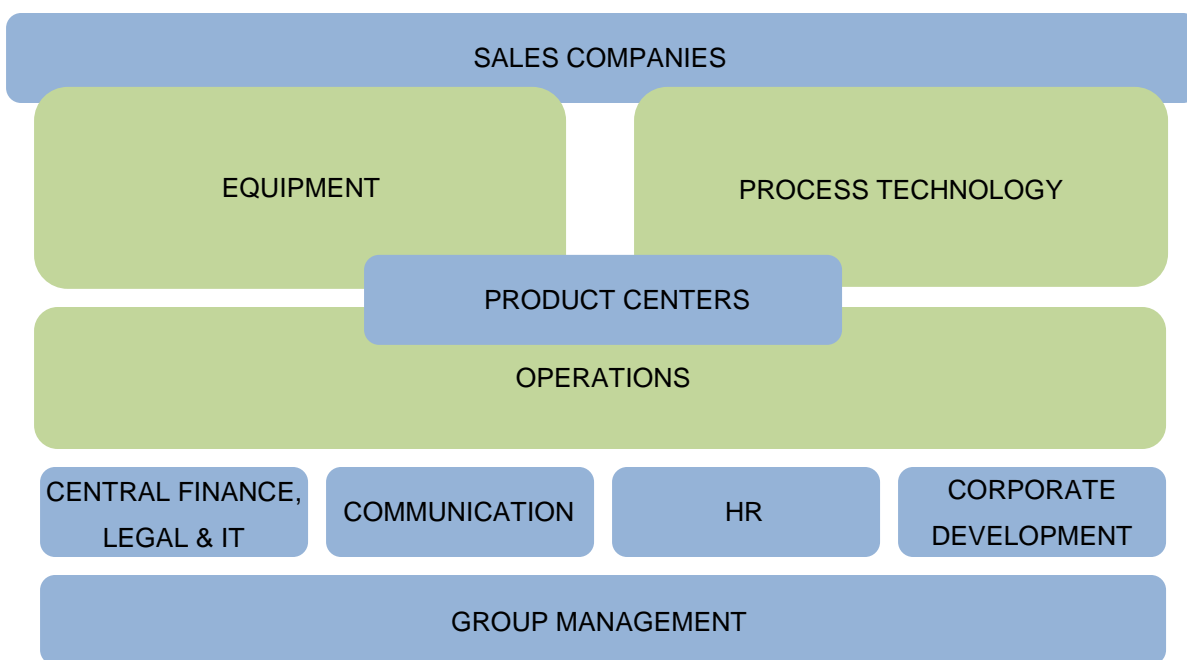 SALES COMPANIES
EQUIPMENT
PROCESS TECHNOLOGY
PRODUCT CENTERS
OPERATIONS
CENTRAL FINANCE,
LEGAL & IT
COMMUNICATION
HR
CORPORATE
DEVELOPMENT
GROUP MANAGEMENT